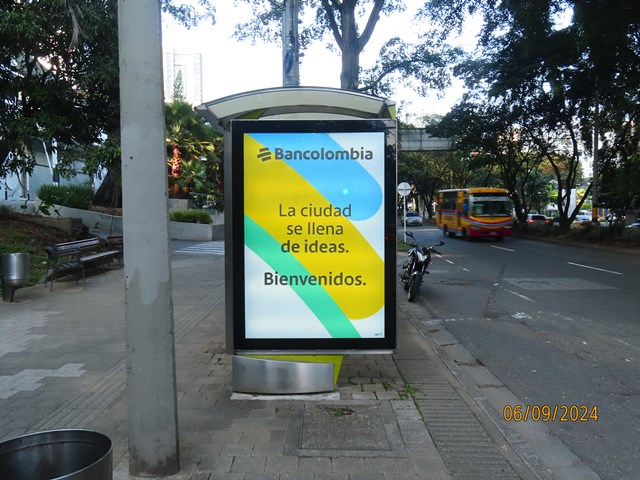 Bancolombia
La ciudad
se llena
de ideas.
Bienvenidos.
06/09/2024